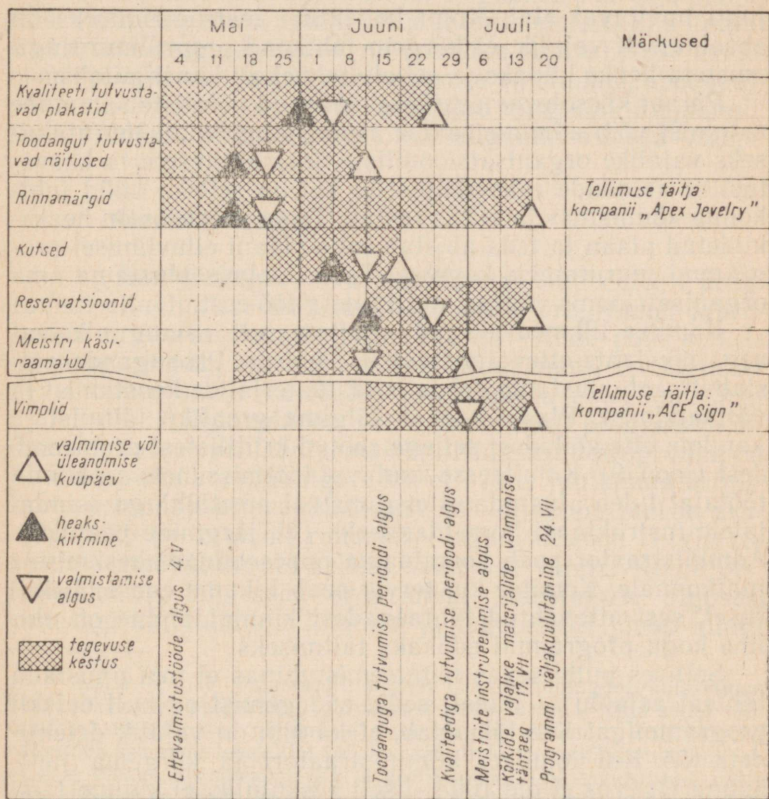 Mai
Juuni
Juuli
Märkused
4 11 18 25 1 8 15 22 29 6 13 20
Kvaliteeti tutvusta-
vad plakatid
Toodangut tutvusta-
vad näitused
Rinnamärgid
Tellimuse täitja:
kompanii „Apex Jevelry"
Kutsed
Reservatsioonid
Meistri käsi-
raamatud
Vimplid
Tellimuse täitja:
kompanii „ACE Sign"
valmimise või
üleandmise
kuupäev
heaks-
kiitmine
valmistamise
algus
tegevuse
kestus
Ettevalmistustööde algus 4.V
Toodanguga tutvumise perioodi algus
Kvaliteediga tutvumise perioodi algus
Meistrite instrueerimise algus
Kõikide vajalike materjalide valmimise
tähtaeg 17.VII
Programmi väljakuulutamine 24.VII